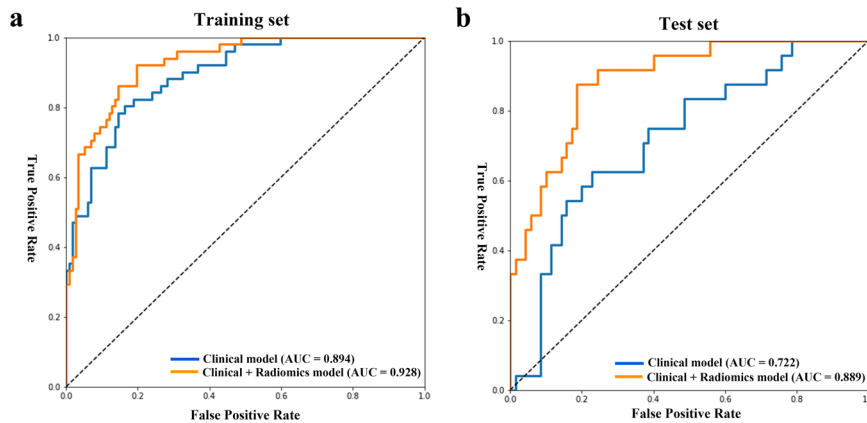 a
Training set
1.0
0.8
0.6
0.4
0.2
0.0
True Positive Rate
Clinical model (AUC = 0.894)
Clinical + Radiomics model (AUC = 0.928)
0.0 0.2 0.4 0.6 0.8 1.0
False Positive Rate
b
Test set
1.0
0.8
0.6
0.4
0.2
0.0
True Positive Rate
Clinical model (AUC = 0.722)
Clinical + Radiomics model (AUC = 0.889)
0.0 0.2 0.4 0.6 0.8
False Positive Rate